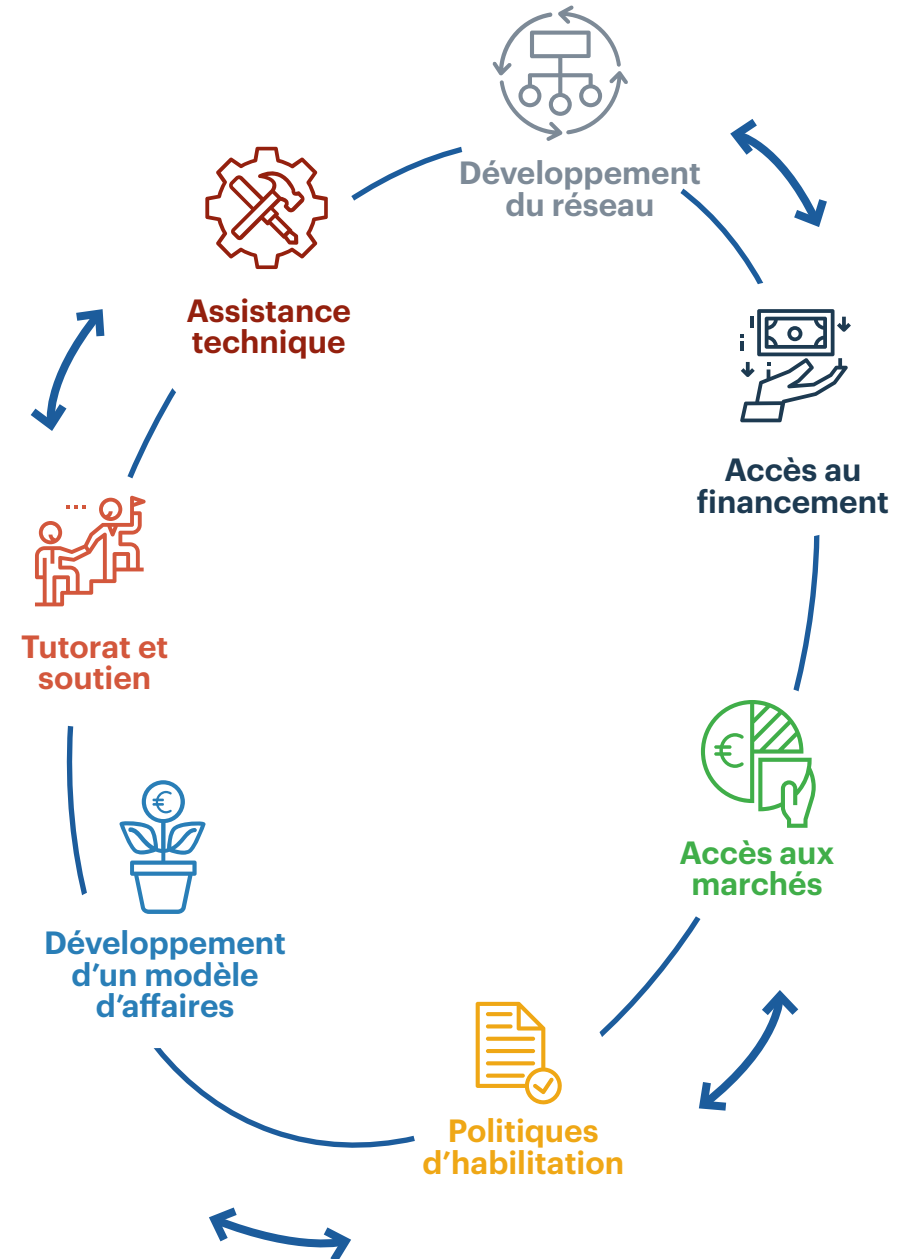 Développement
du réseau
Assistance
technique
Accès au
financement
Tutorat et
soutien
€
Accès aux
marchés
€
Développement
d’un modèle
d’affaires
Politiques
d’habilitation